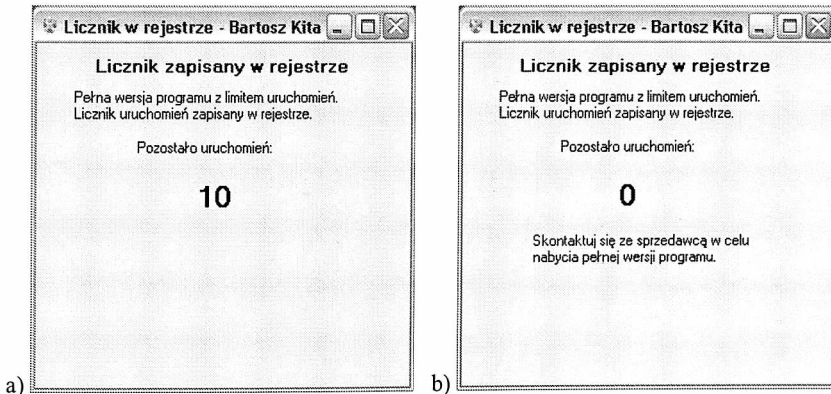 Licznik w rejestrze - Bartosz Kita
Licznik zapisany w rejestrze
Pełna wersja programu z limitem uruchomień.
Licznik uruchomień zapisany w rejestrze.
Pozostało uruchomień:
10
a)
Licznik w rejestrze - Bartosz Kita
Licznik zapisany w rejestrze
Pełna wersja programu z limitem uruchomień.
Licznik uruchomień zapisany w rejestrze.
Pozostało uruchomień:
0
Skontaktuj się ze sprzedawcą w celu
nabycia pełnej wersji programu.
b)